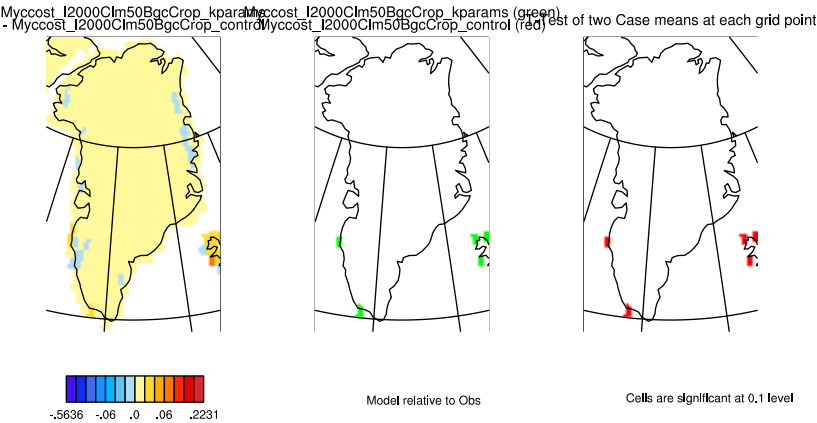 Myccost_I2000Clm50BgcCrop_kparams
- Myccost_I2000Clm50BgcCrop_control
Myccost_I2000Clm50BgcCrop_kparams (green)
Myccost_I2000Clm50BgcCrop_control (red)
T-Test of two Case means at each grid point
-.5636 -.06 .0 .06 .2231
Model relative to Obs
Cells are significant at 0.1 level